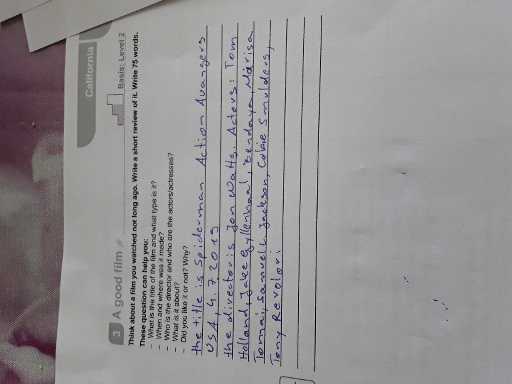 California
Basis: Level 2
3 A good film
Think about a film you watched not long ago. Write a short review of it. Write 75 words.
These question can help you:
– What is the title of the film and what type is it?
– When and where was it made?
– Who is the director and who are the actors/actresses?
– What is it about?
– Did you like it or not? Why?
the title is spiderman Action Avangers
USA, 4.7.2019
the director is Jon Watts. Actors: Tom
Holland, Jake Gyllenhaal, Zendaya, Marisa
Tomai, Samuell Jackson, Cobie Smulders,
Tony Revolori